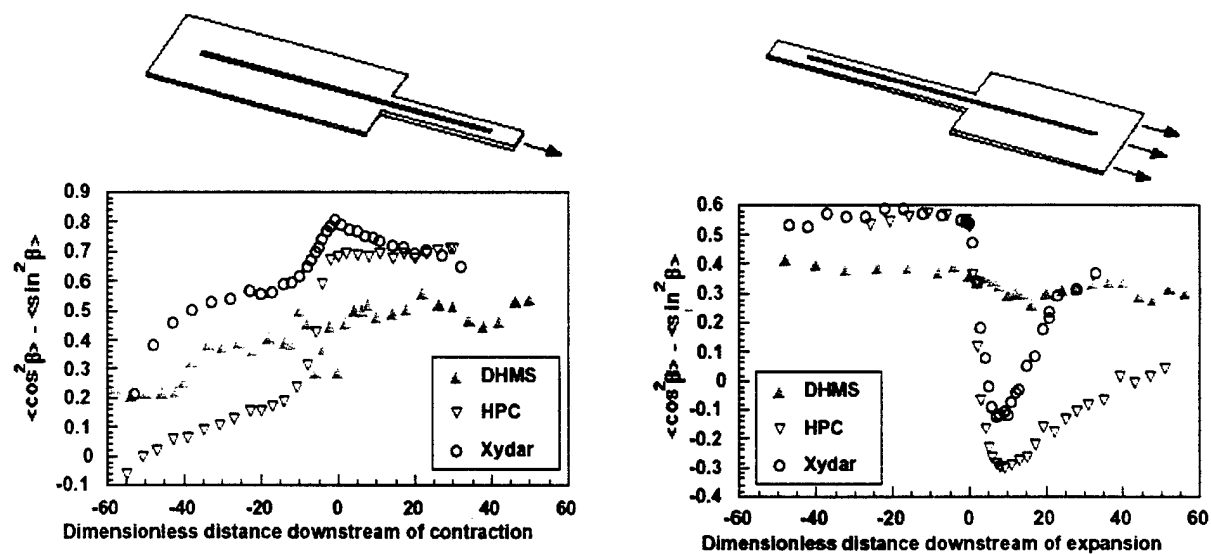 0.9
0.8
0.7
0.6
0.5
0.4
0.3
0.2
0.1
0
-0.1
<cos²β> - <sin²β>
DHMS
HPC
Xydar
-60 -40 -20 0 20 40 60
Dimensionless distance downstream of contraction
0.6
0.5
0.4
0.3
0.2
0.1
0
-0.1
-0.2
-0.3
-0.4
<cos²β> - <sin²β>
DHMS
HPC
Xydar
-60 -40 -20 0 20 40 60
Dimensionless distance downstream of expansion